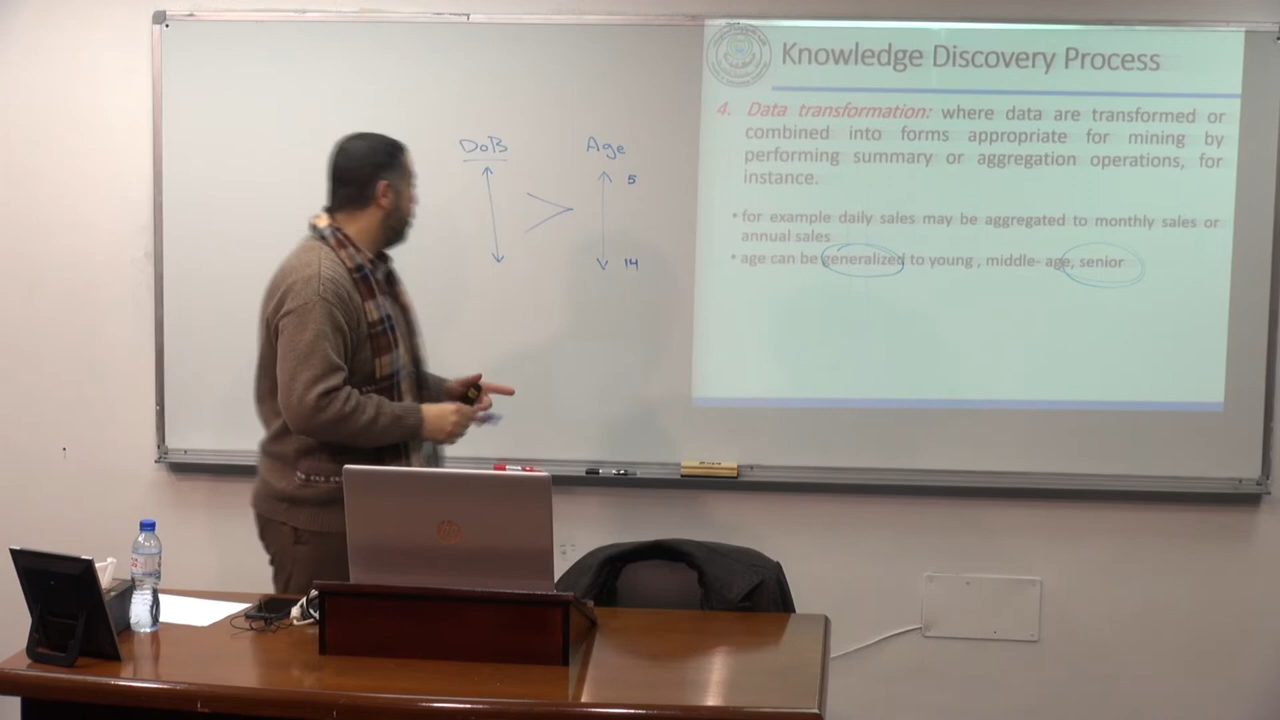 DoB
Age
5
14
Knowledge Discovery Process
4. Data transformation: where data are transformed or
combined into forms appropriate for mining by
performing summary or aggregation operations, for
instance.
• for example daily sales may be aggregated to monthly sales or
annual sales
• age can be generalized to young , middle- age, senior
hp